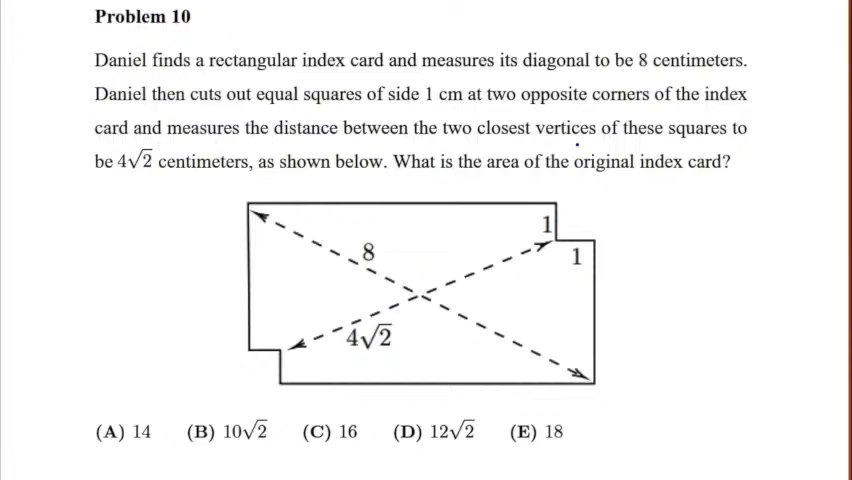 Problem 10
Daniel finds a rectangular index card and measures its diagonal to be 8 centimeters.
Daniel then cuts out equal squares of side 1 cm at two opposite corners of the index
card and measures the distance between the two closest vertices of these squares to
be 4√2 centimeters, as shown below. What is the area of the original index card?
1
8
1
4√2
(A) 14 (B) 10√2 (C) 16 (D) 12√2 (E) 18